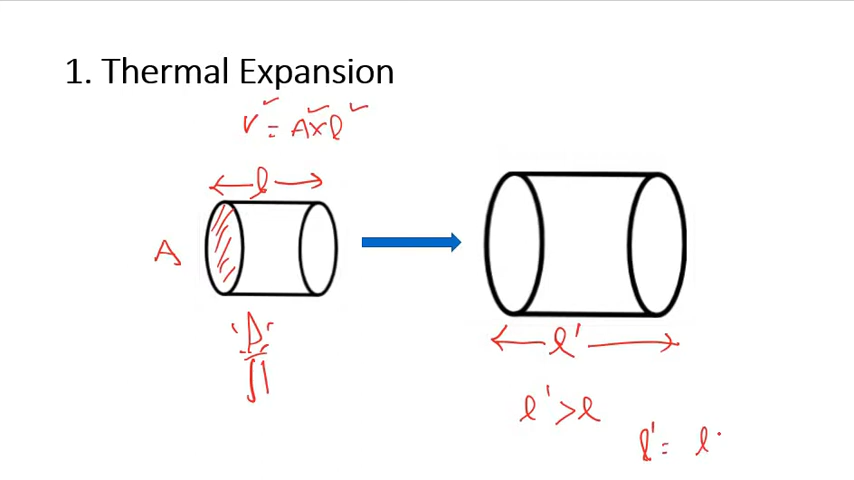 1. Thermal Expansion
V = A×l
l
A
l'
l' > l
l' = l